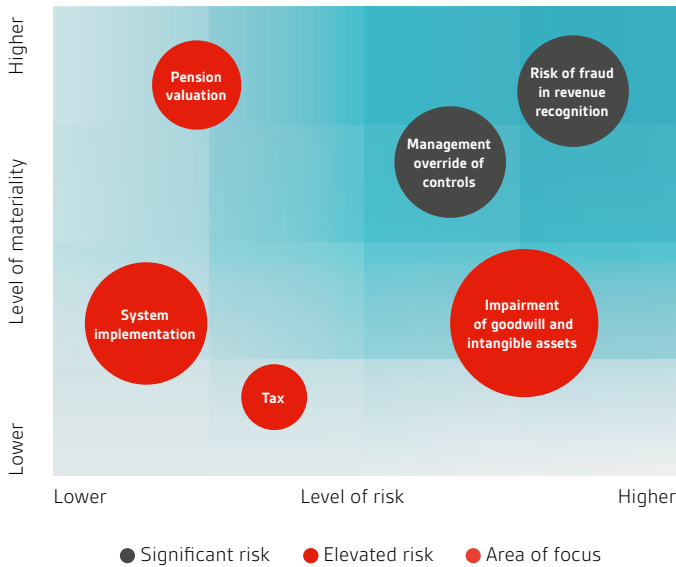 Higher
Level of materiality
Lower
Pension
valuation
Risk of fraud
in revenue
recognition
Management
override of
controls
System
implementation
Impairment
of goodwill and
intangible assets
Tax
Lower
Level of risk
Higher
Significant risk
Elevated risk
Area of focus